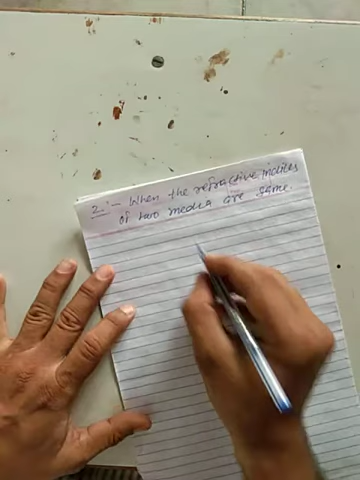 2:- When the refractive indices
of two media are same.